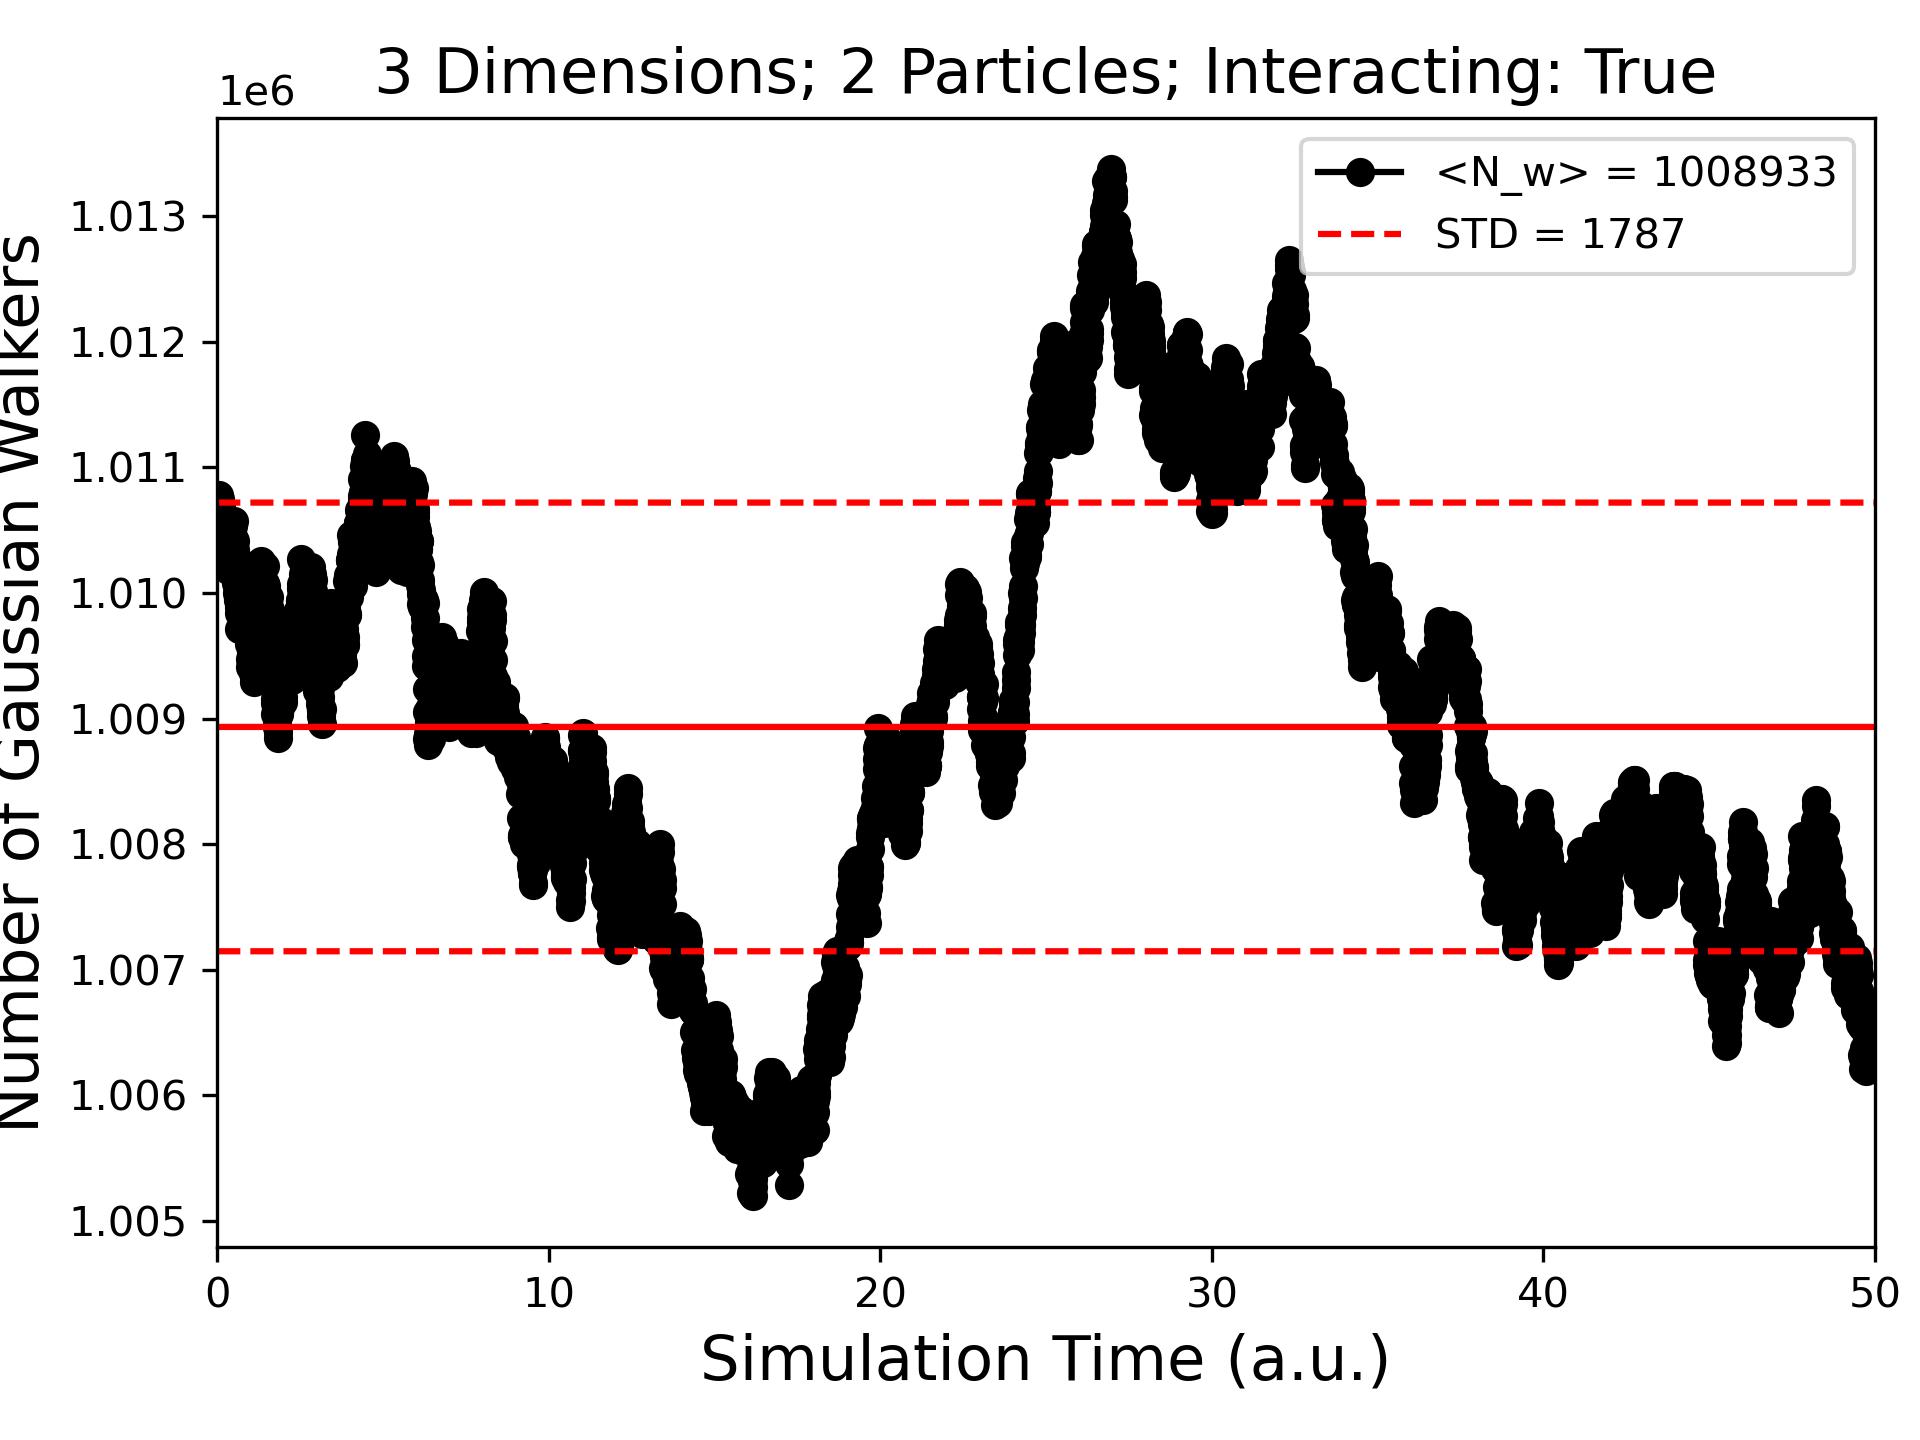 3 Dimensions; 2 Particles; Interacting: True
1e6
<N_w> = 1008933
STD = 1787
1.013
1.012
1.011
1.010
1.009
1.008
1.007
1.006
1.005
Number of Gaussian Walkers
0 10 20 30 40 50
Simulation Time (a.u.)